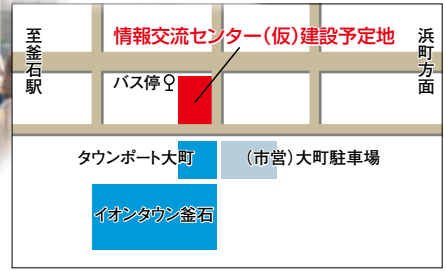 至釜石駅
情報交流センター(仮)建設予定地
浜町方面
バス停
タウンポート大町
(市営)大町駐車場
イオンタウン釜石